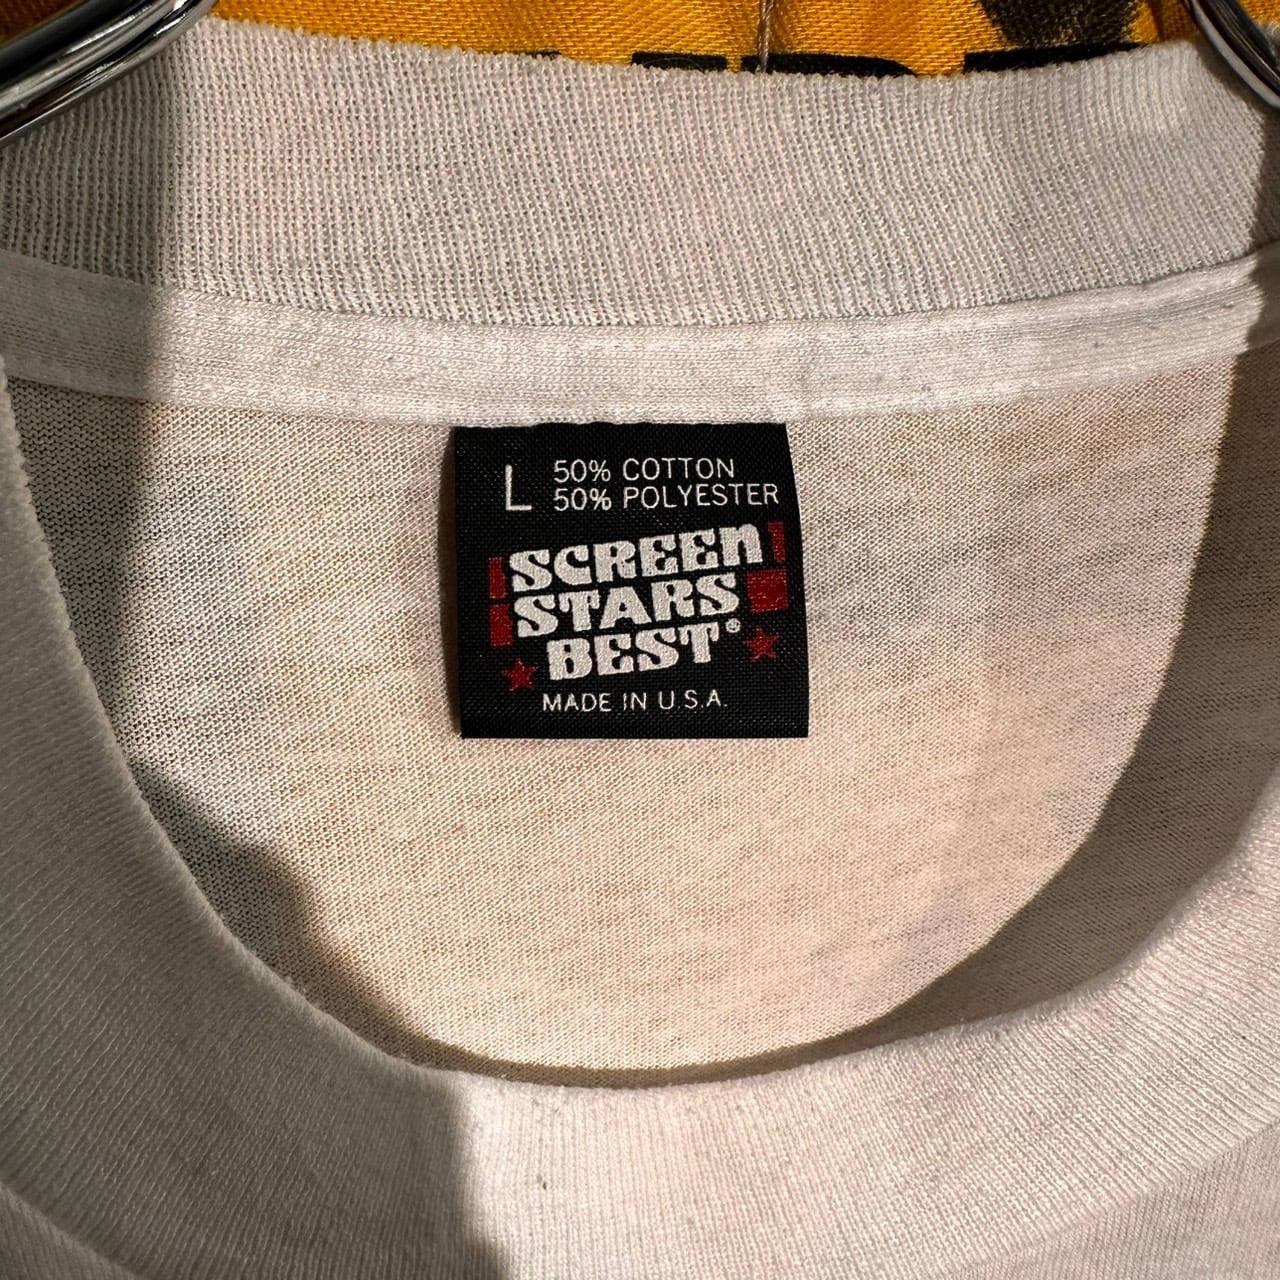 L 50% COTTON
50% POLYESTER
SCREEN
STARS
BEST®
MADE IN U.S.A.